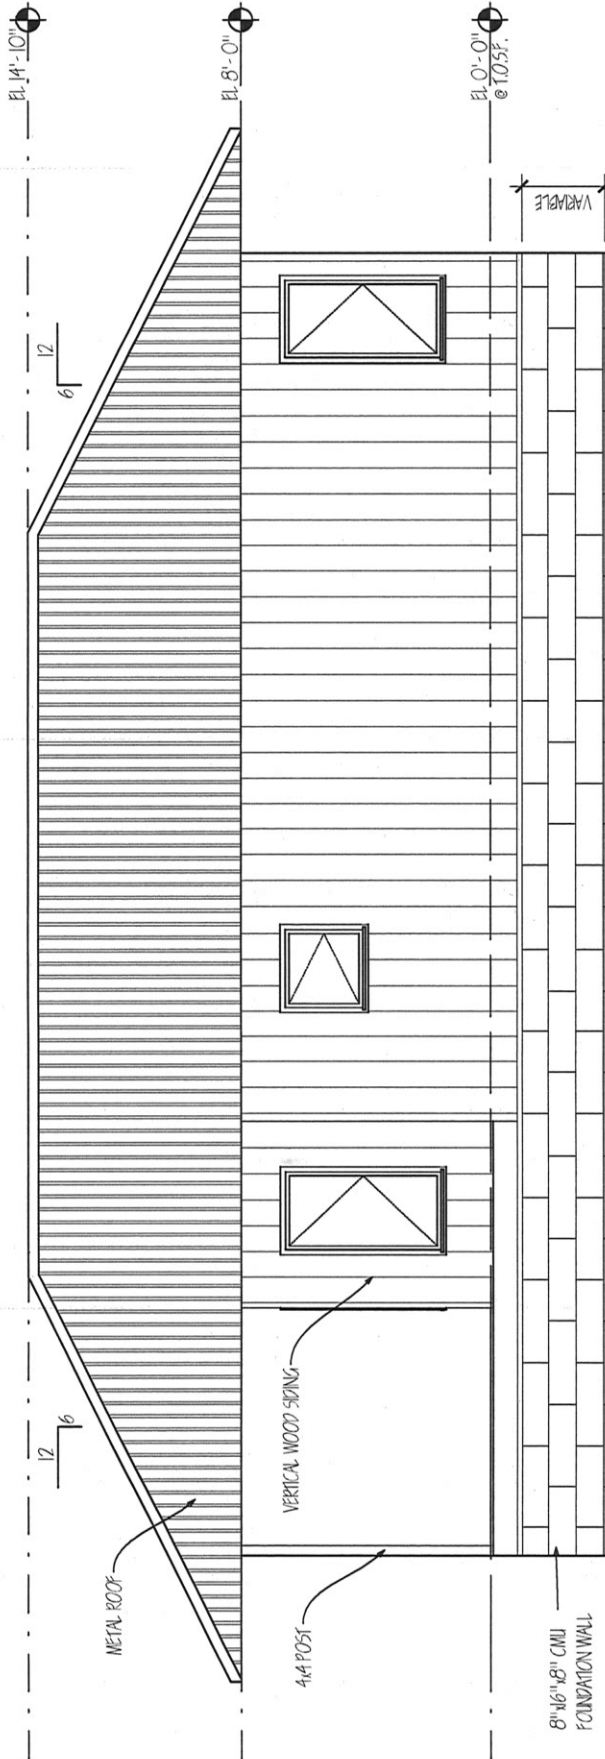 EL 14'-10"
EL 8'-0"
EL 0'-0"
@ T.O.S.F.
12
6
12
6
METAL ROOF
VERTICAL WOOD SIDING
4x4 POST
8"x16"x8" CMU
FOUNDATION WALL
VARIABLE